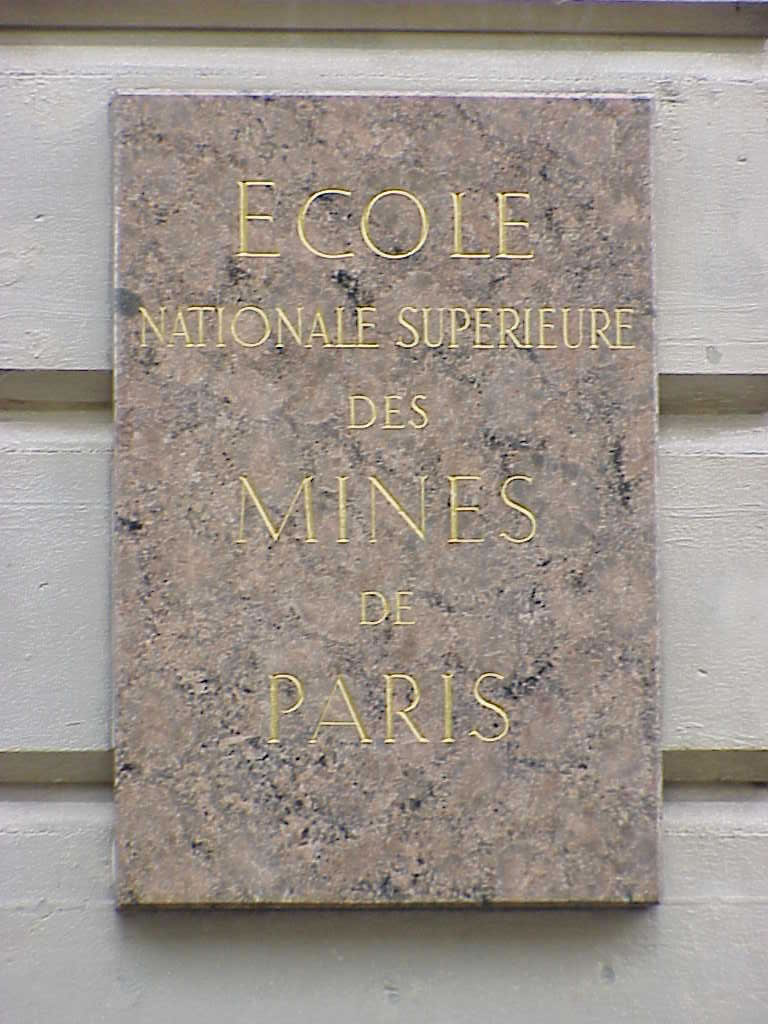 ECOLE
NATIONALE SUPERIEURE
DES
MINES
DE
PARIS